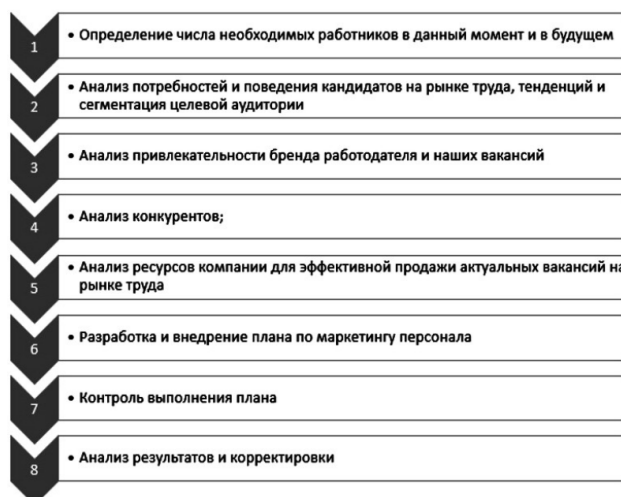 1
• Определение числа необходимых работников в данный момент и в будущем
2
• Анализ потребностей и поведения кандидатов на рынке труда, тенденций и
сегментация целевой аудитории
3
• Анализ привлекательности бренда работодателя и наших вакансий
4
• Анализ конкурентов;
5
• Анализ ресурсов компании для эффективной продажи актуальных вакансий на
рынке труда
6
• Разработка и внедрение плана по маркетингу персонала
7
• Контроль выполнения плана
8
• Анализ результатов и корректировки